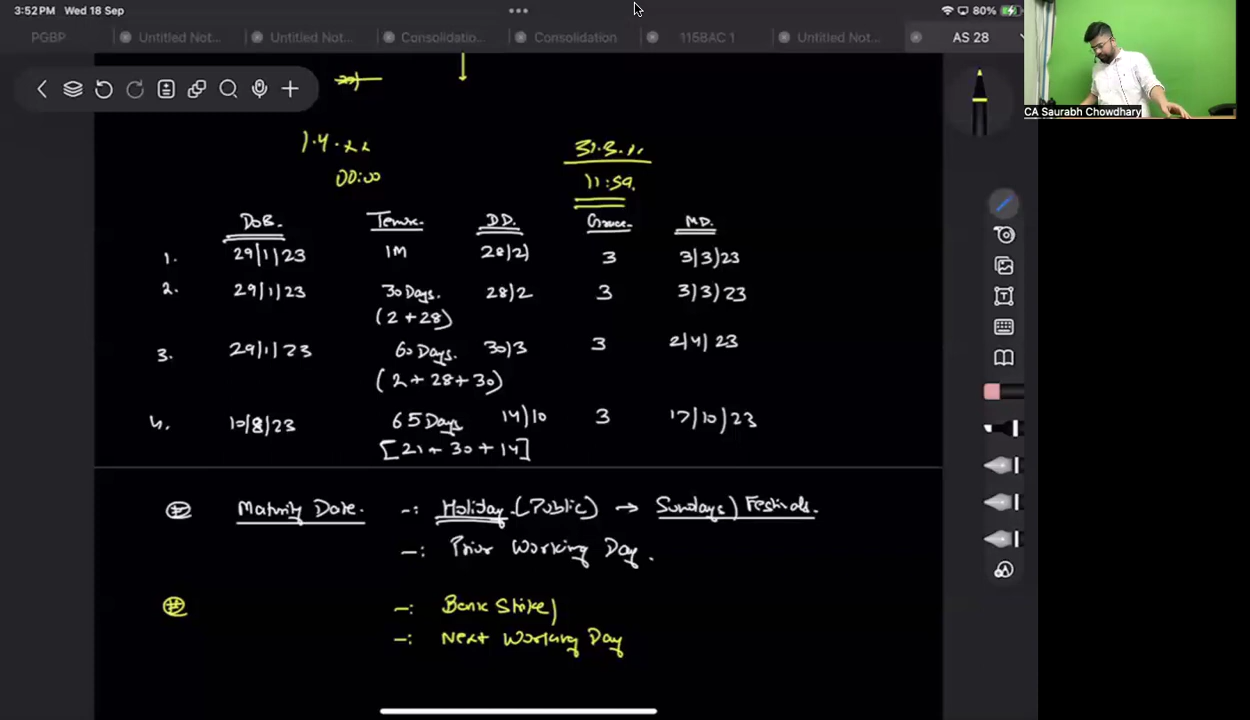 3:52 PM Wed 18 Sep
80%
PGBP
Untitled Not...
Untitled Not...
Consolidatio...
Consolidation
115BAC 1
Untitled Not...
AS 28
CA Saurabh Chowdhary
1.4.xx
00:00
31.3.
11:59.
DOB. Tenure. DD. Grace. MD.
1. 29/1/23 1M 28/2/ 3 3/3/23
2. 29/1/23 30 Days. 28/2 3 3/3/23
(2+28)
3. 29/1/23 60 Days. 30/3 3 2/4/23
(2+28+30)
4. 10/8/23 65 Days 14/10 3 17/10/23
[21+30+14]
# Maturity Date. -: Holiday-(Public) → Sundays/Festivals.
-: Prior Working Day.
# -: Bank Strike/
-: Next Working Day